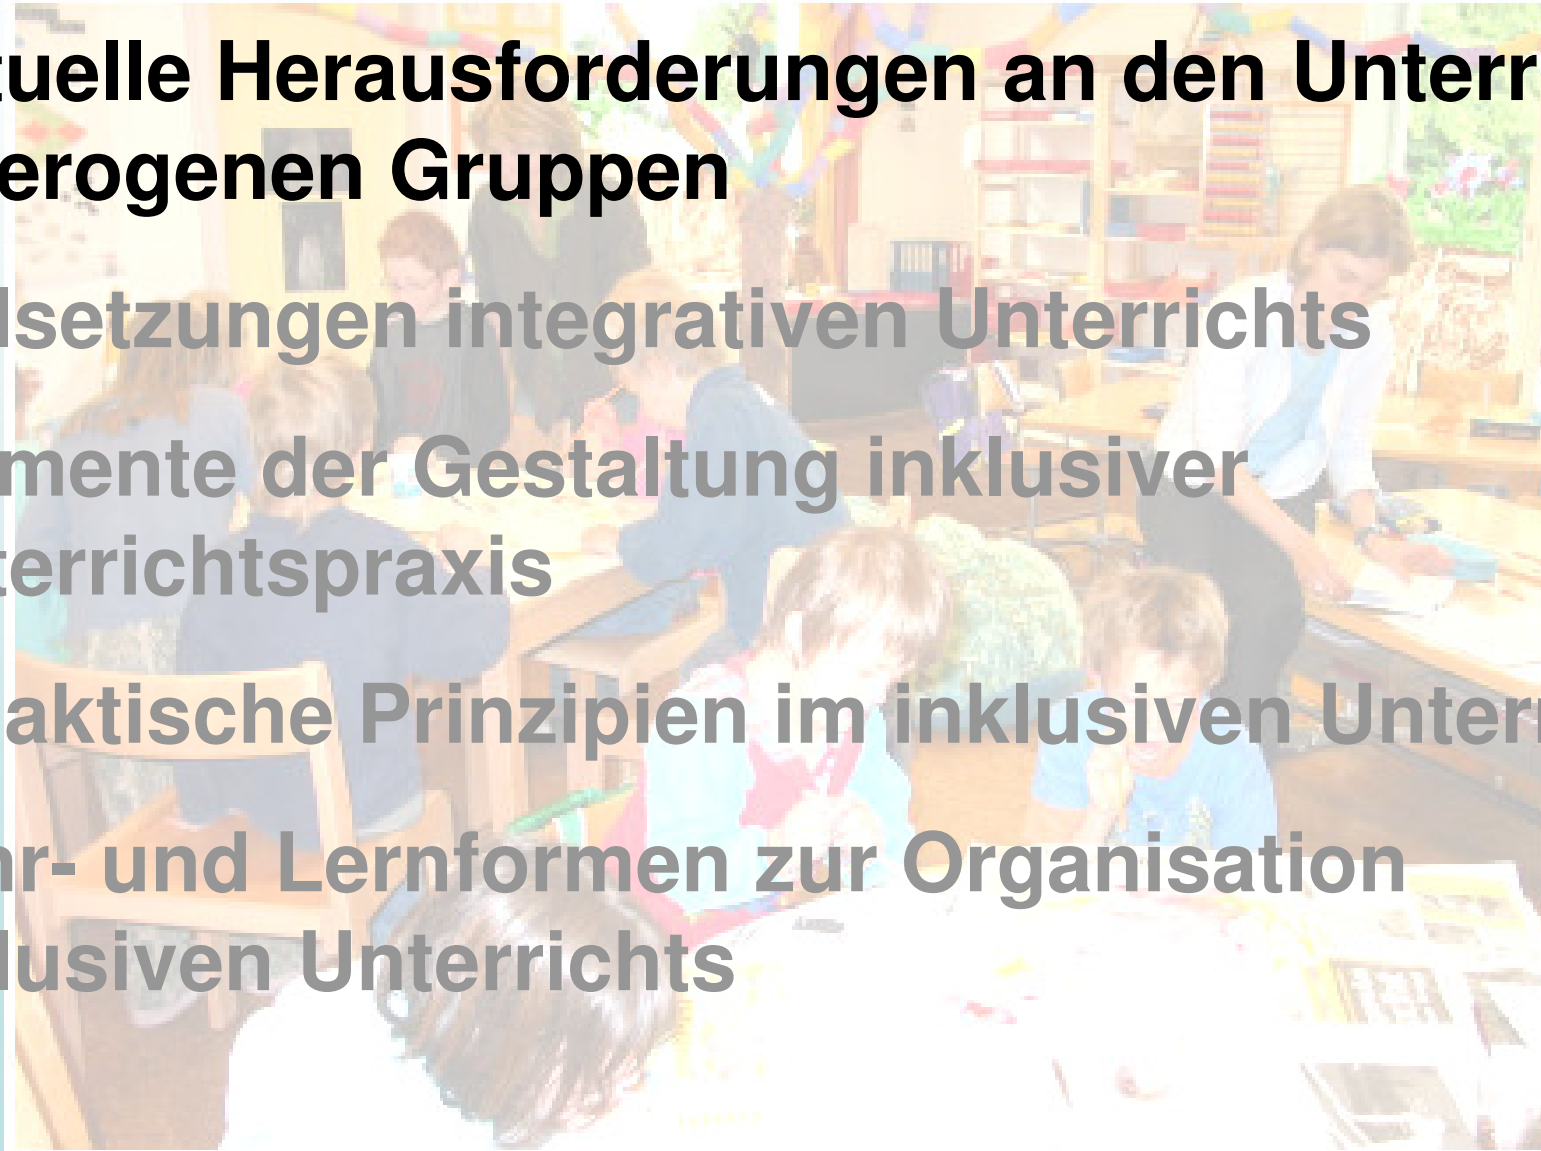 tuelle Herausforderungen an den Unterr
erogenen Gruppen
lsetzungen integrativen Unterrichts
mente der Gestaltung inklusiver
terrichtspraxis
aktische Prinzipien im inklusiven Unterr
hr- und Lernformen zur Organisation
lusiven Unterrichts